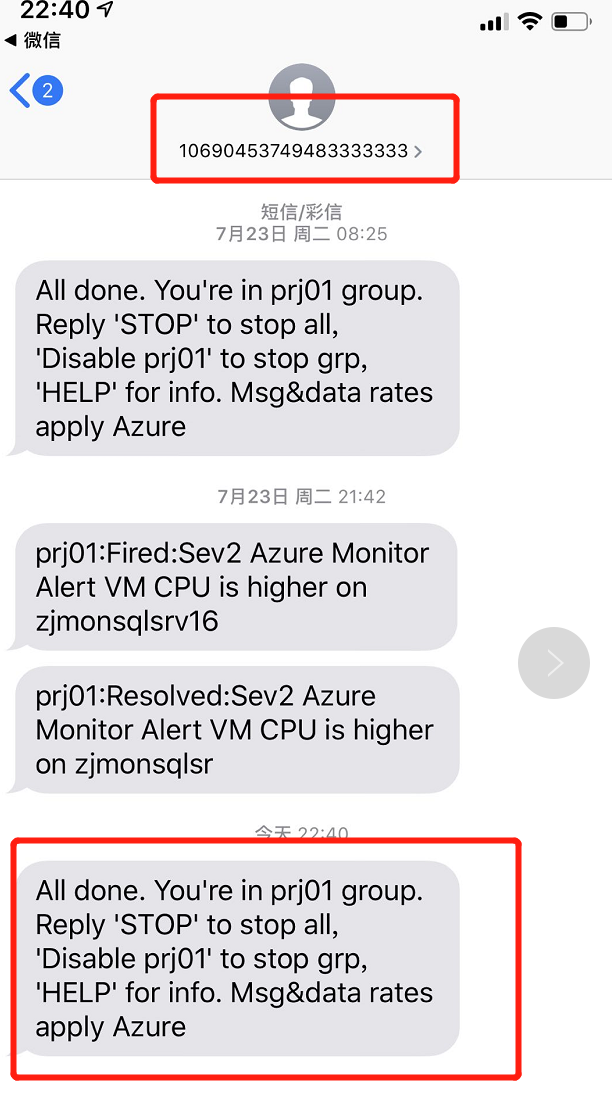 22:40
微信
2
10690453749483333333
短信/彩信
7月23日 周二 08:25
All done. You're in prj01 group.
Reply 'STOP' to stop all,
'Disable prj01' to stop grp,
'HELP' for info. Msg&data rates
apply Azure
7月23日 周二 21:42
prj01:Fired:Sev2 Azure Monitor
Alert VM CPU is higher on
zjmonsqlsrv16
prj01:Resolved:Sev2 Azure
Monitor Alert VM CPU is higher
on zjmonsqlsr
今天 22:40
All done. You're in prj01 group.
Reply 'STOP' to stop all,
'Disable prj01' to stop grp,
'HELP' for info. Msg&data rates
apply Azure